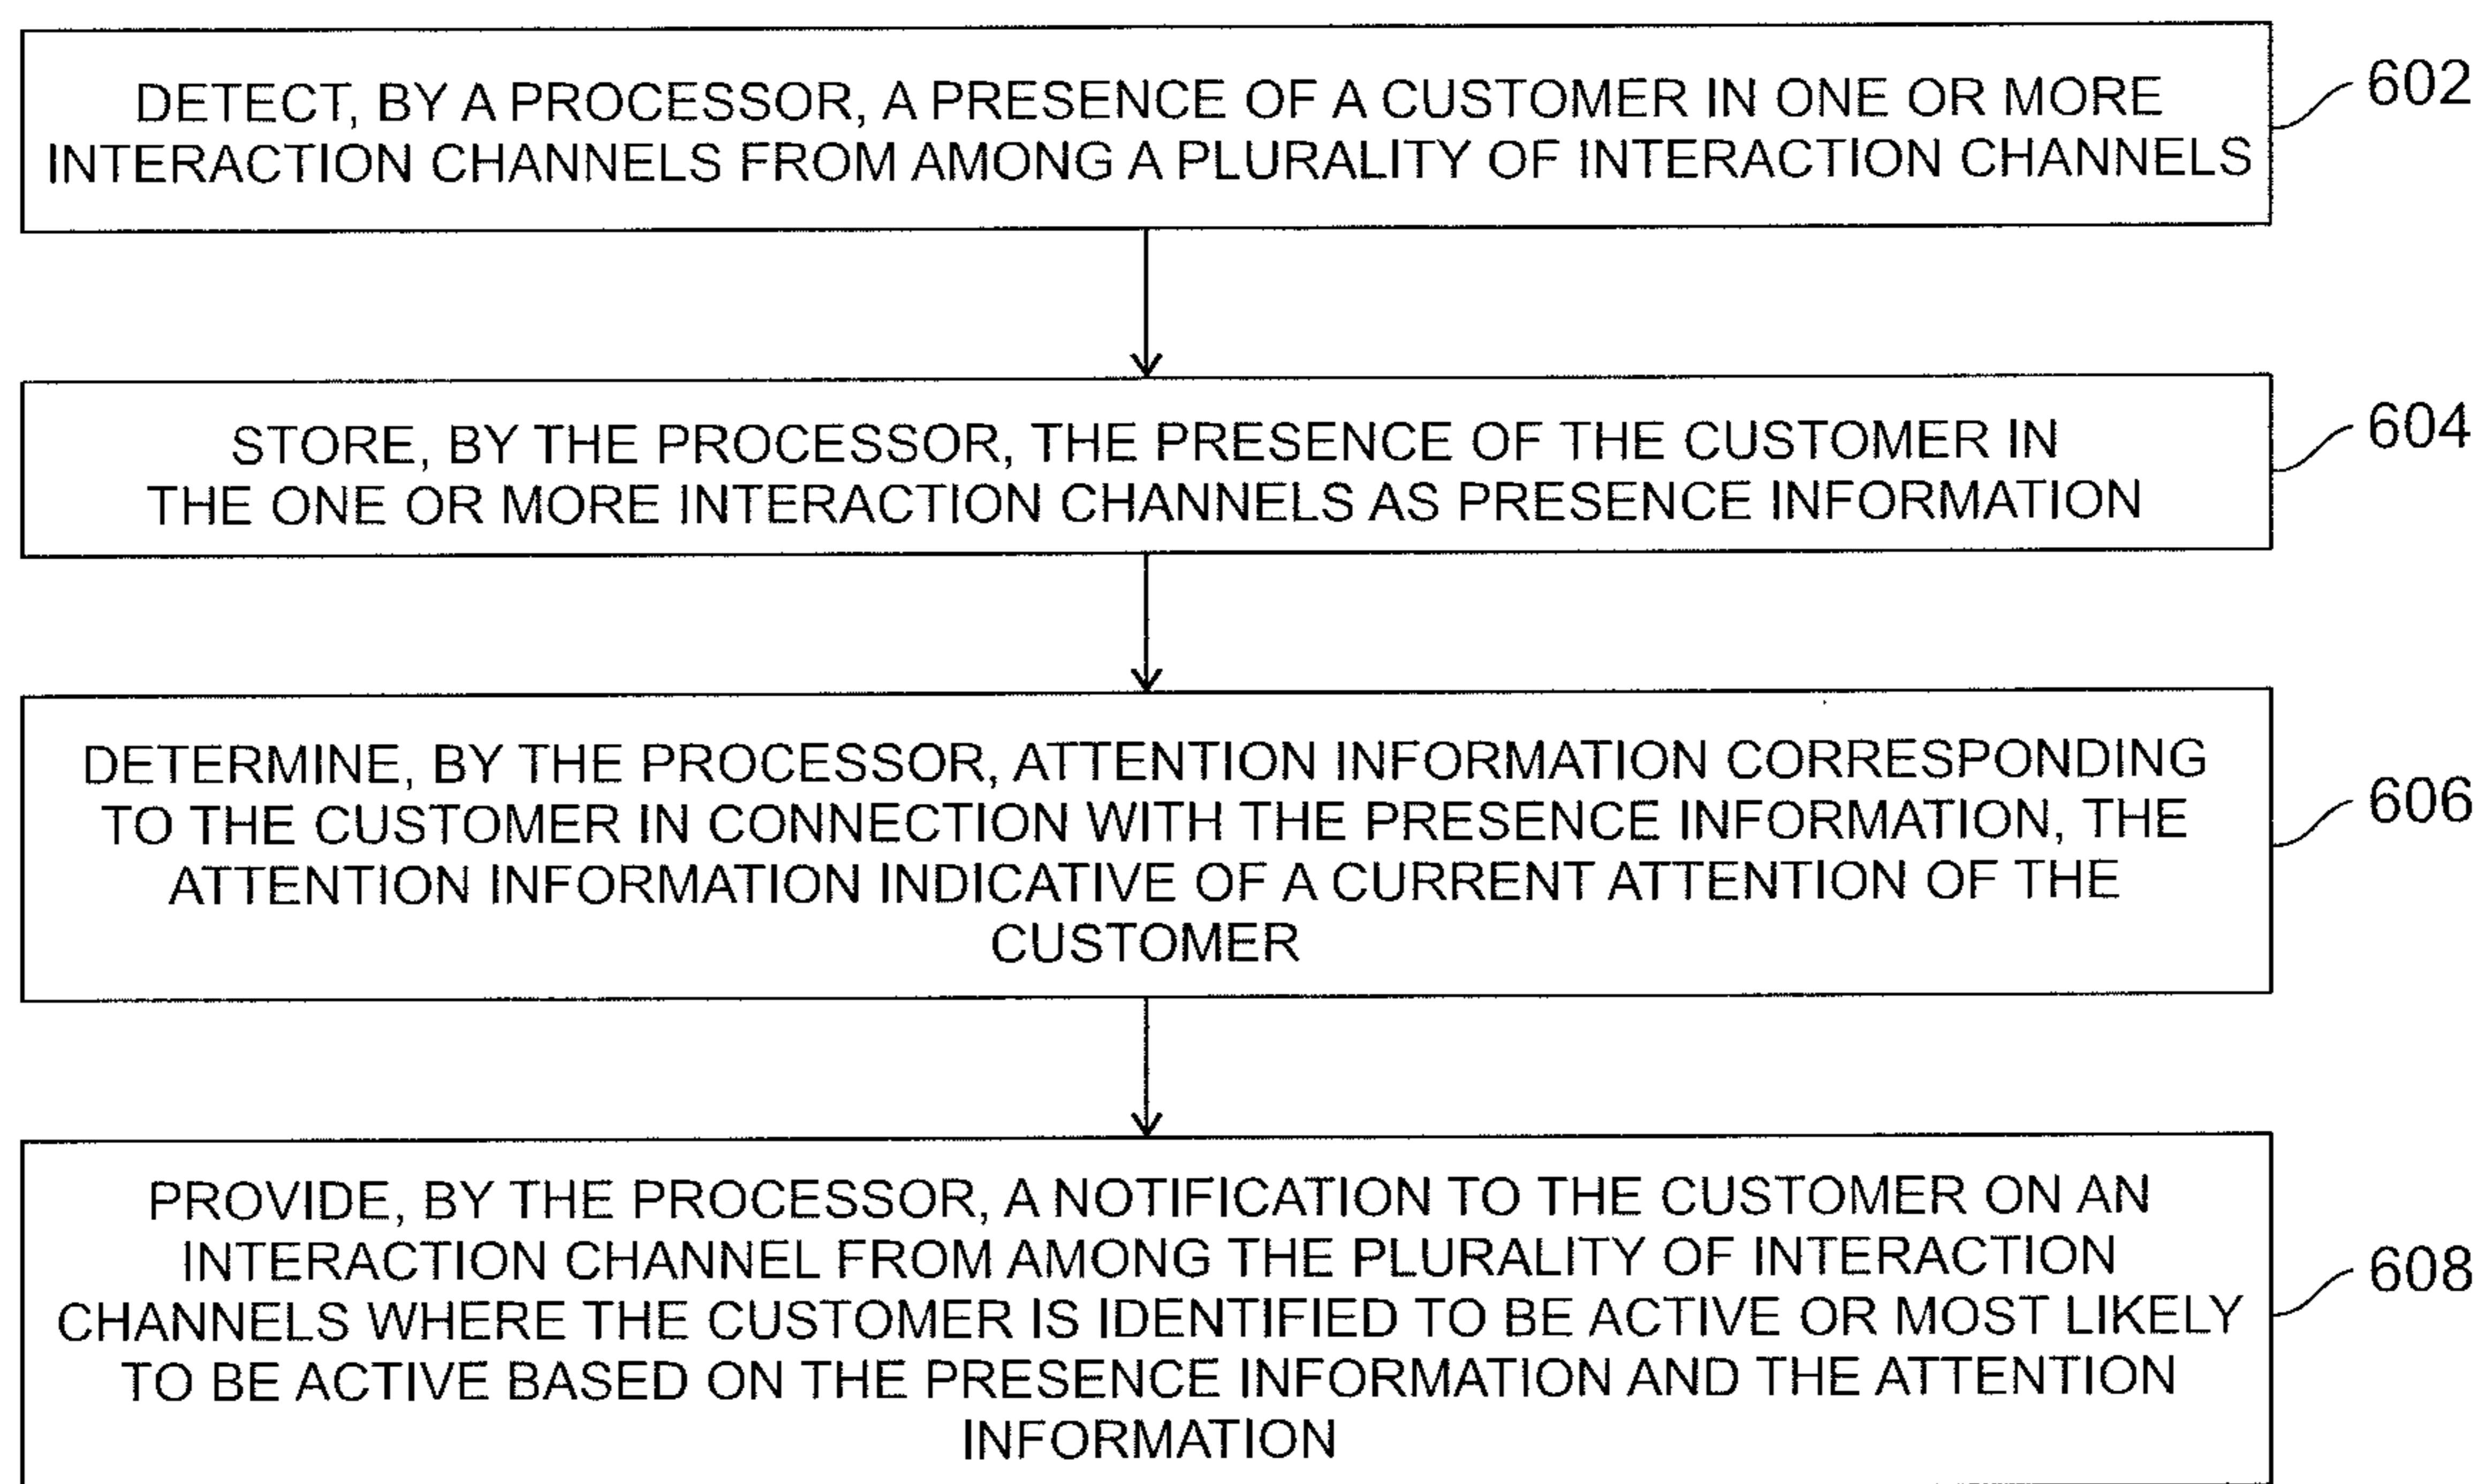 DETECT, BY A PROCESSOR, A PRESENCE OF A CUSTOMER IN ONE OR MORE
INTERACTION CHANNELS FROM AMONG A PLURALITY OF INTERACTION CHANNELS
602
STORE, BY THE PROCESSOR, THE PRESENCE OF THE CUSTOMER IN
THE ONE OR MORE INTERACTION CHANNELS AS PRESENCE INFORMATION
604
DETERMINE, BY THE PROCESSOR, ATTENTION INFORMATION CORRESPONDING
TO THE CUSTOMER IN CONNECTION WITH THE PRESENCE INFORMATION, THE
ATTENTION INFORMATION INDICATIVE OF A CURRENT ATTENTION OF THE
CUSTOMER
606
PROVIDE, BY THE PROCESSOR, A NOTIFICATION TO THE CUSTOMER ON AN
INTERACTION CHANNEL FROM AMONG THE PLURALITY OF INTERACTION
CHANNELS WHERE THE CUSTOMER IS IDENTIFIED TO BE ACTIVE OR MOST LIKELY
TO BE ACTIVE BASED ON THE PRESENCE INFORMATION AND THE ATTENTION
INFORMATION
608